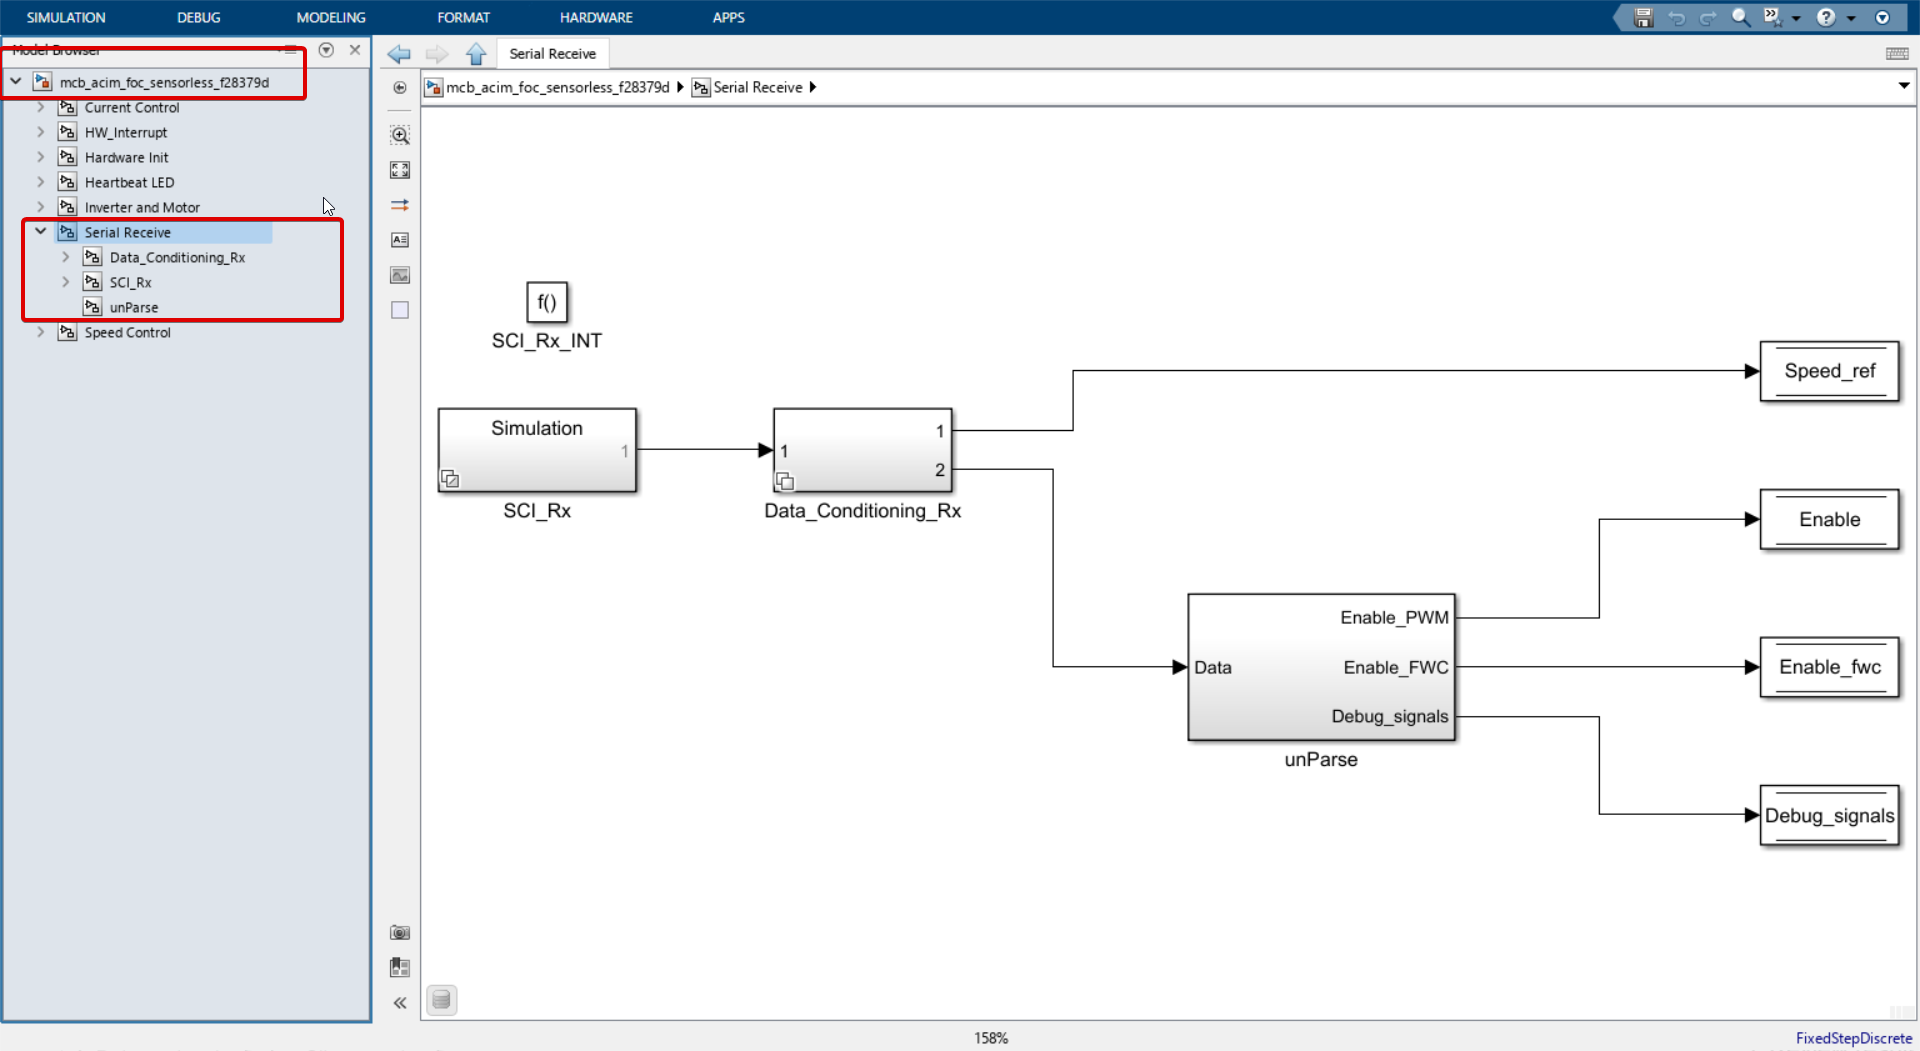 SIMULATION DEBUG MODELING FORMAT HARDWARE APPS
Model Browser
mcb_acim_foc_sensorless_f28379d
Current Control
HW_Interrupt
Hardware Init
Heartbeat LED
Inverter and Motor
Serial Receive
Data_Conditioning_Rx
SCI_Rx
unParse
Speed Control
Serial Receive
mcb_acim_foc_sensorless_f28379d Serial Receive
f()
SCI_Rx_INT
Simulation
1
SCI_Rx
1
1
2
Data_Conditioning_Rx
Data
Enable_PWM
Enable_FWC
Debug_signals
unParse
Speed_ref
Enable
Enable_fwc
Debug_signals
158%
FixedStepDiscrete